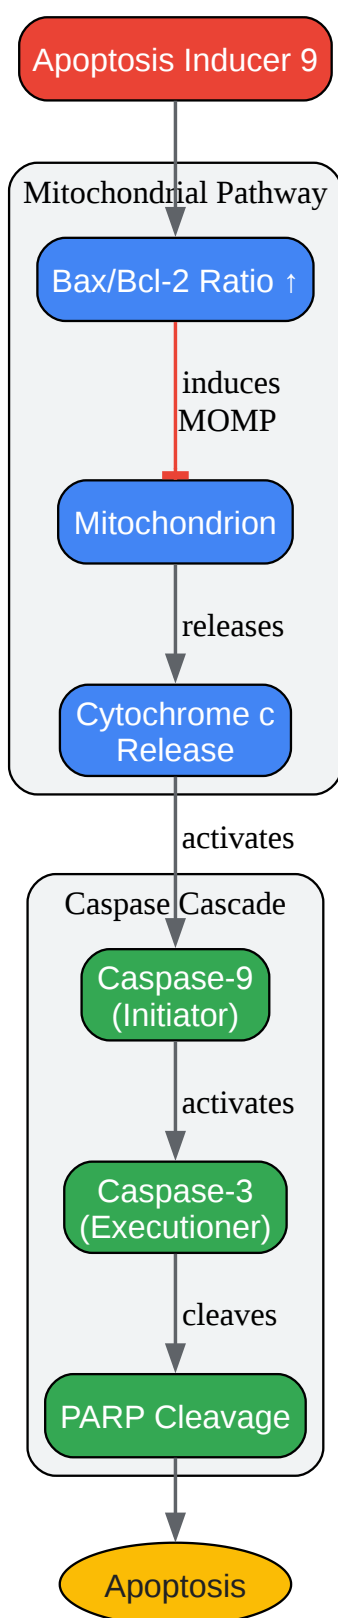 Apoptosis Inducer 9
Mitochondrial Pathway
Bax/Bcl-2 Ratio ↑
induces
MOMP
Mitochondrion
releases
Cytochrome c
Release
activates
Caspase Cascade
Caspase-9
(Initiator)
activates
Caspase-3
(Executioner)
cleaves
PARP Cleavage
Apoptosis